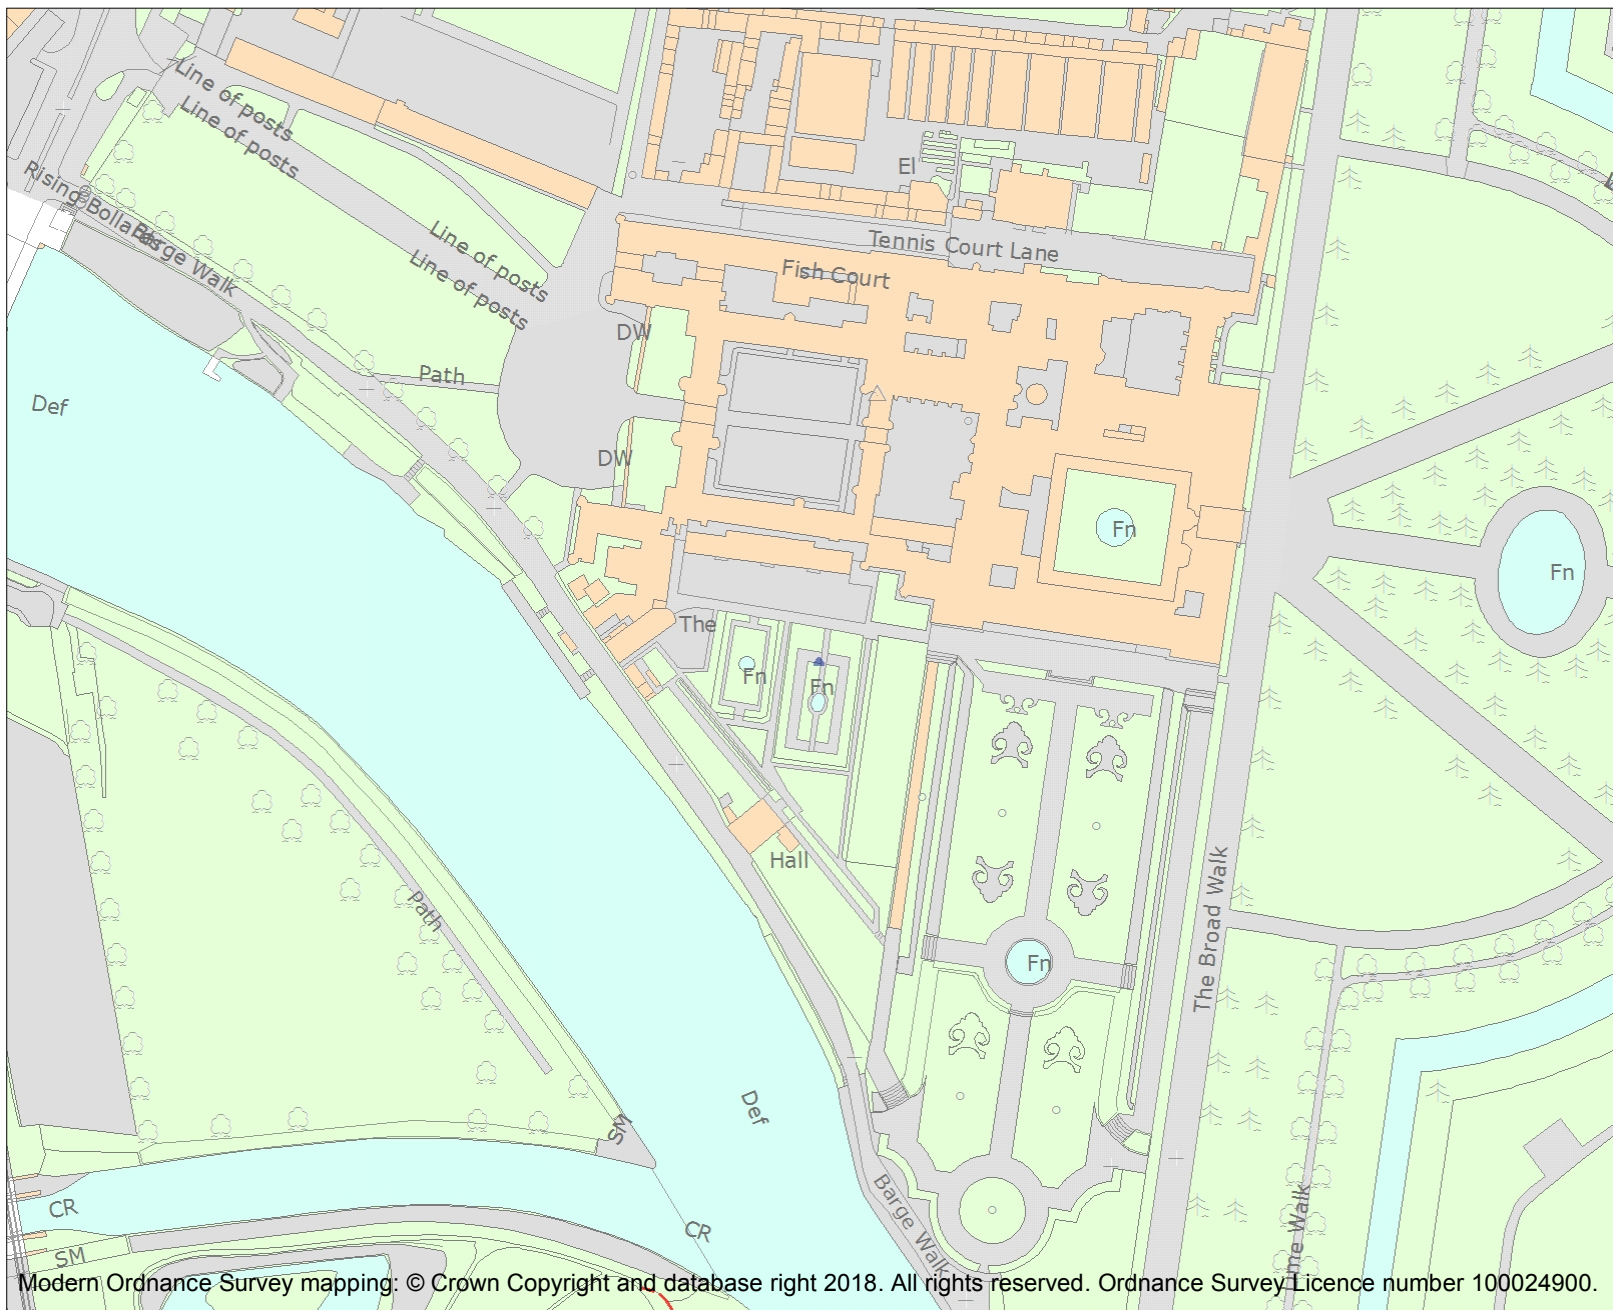 Line of posts
Line of posts
El
Rising Bollards
Barge Walk
Line of posts
Line of posts
Tennis Court Lane
Fish Court
DW
Path
Def
DW
Fn
Fn
The
Fn
Fn
Hall
The Broad Walk
Path
Fn
Def
SM
Barge Walk
CR
CR
SM
me Walk
Modern Ordnance Survey mapping: © Crown Copyright and database right 2018. All rights reserved. Ordnance Survey Licence number 100024900.